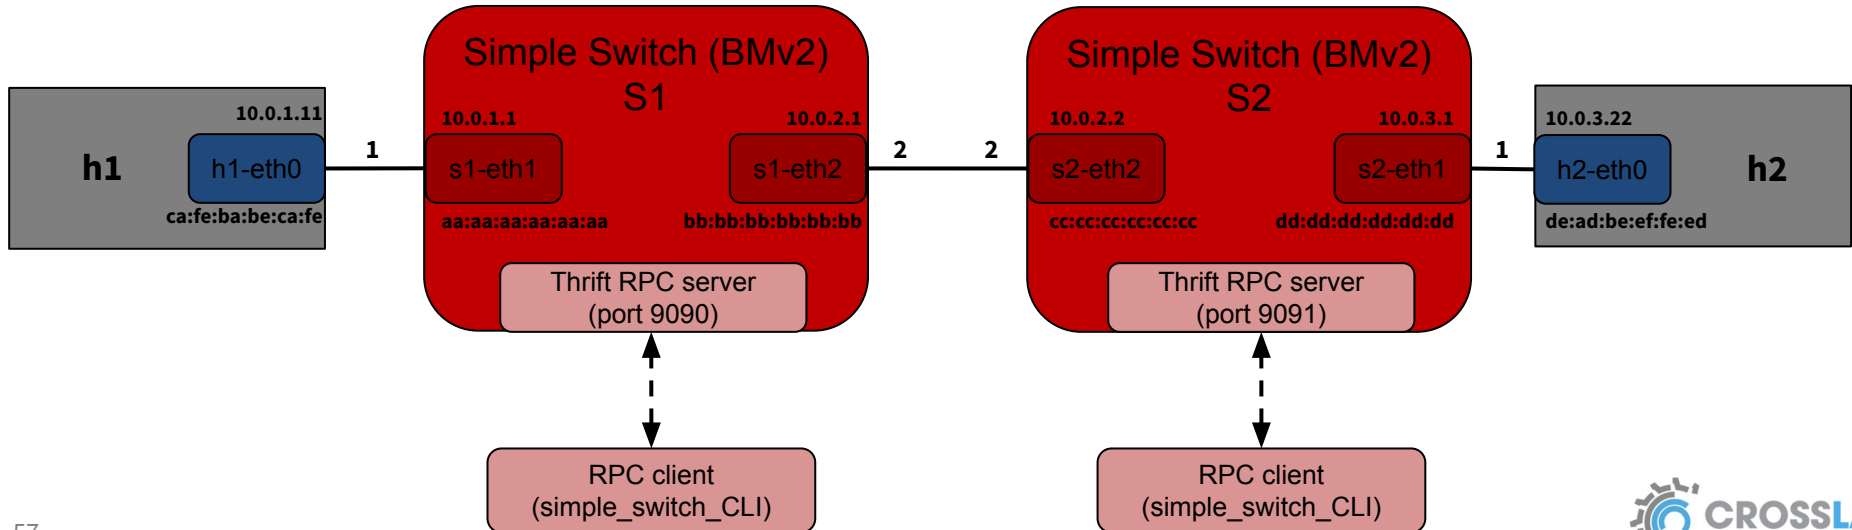 Simple Switch (BMv2)
S1
Simple Switch (BMv2)
S2
h1
10.0.1.11
h1-eth0
ca:fe:ba:be:ca:fe
1
10.0.1.1
s1-eth1
aa:aa:aa:aa:aa:aa
10.0.2.1
s1-eth2
bb:bb:bb:bb:bb:bb
2
2
10.0.2.2
s2-eth2
cc:cc:cc:cc:cc:cc
10.0.3.1
s2-eth1
dd:dd:dd:dd:dd:dd
1
10.0.3.22
h2-eth0
de:ad:be:ef:fe:ed
h2
Thrift RPC server
(port 9090)
Thrift RPC server
(port 9091)
RPC client
(simple_switch_CLI)
RPC client
(simple_switch_CLI)
57